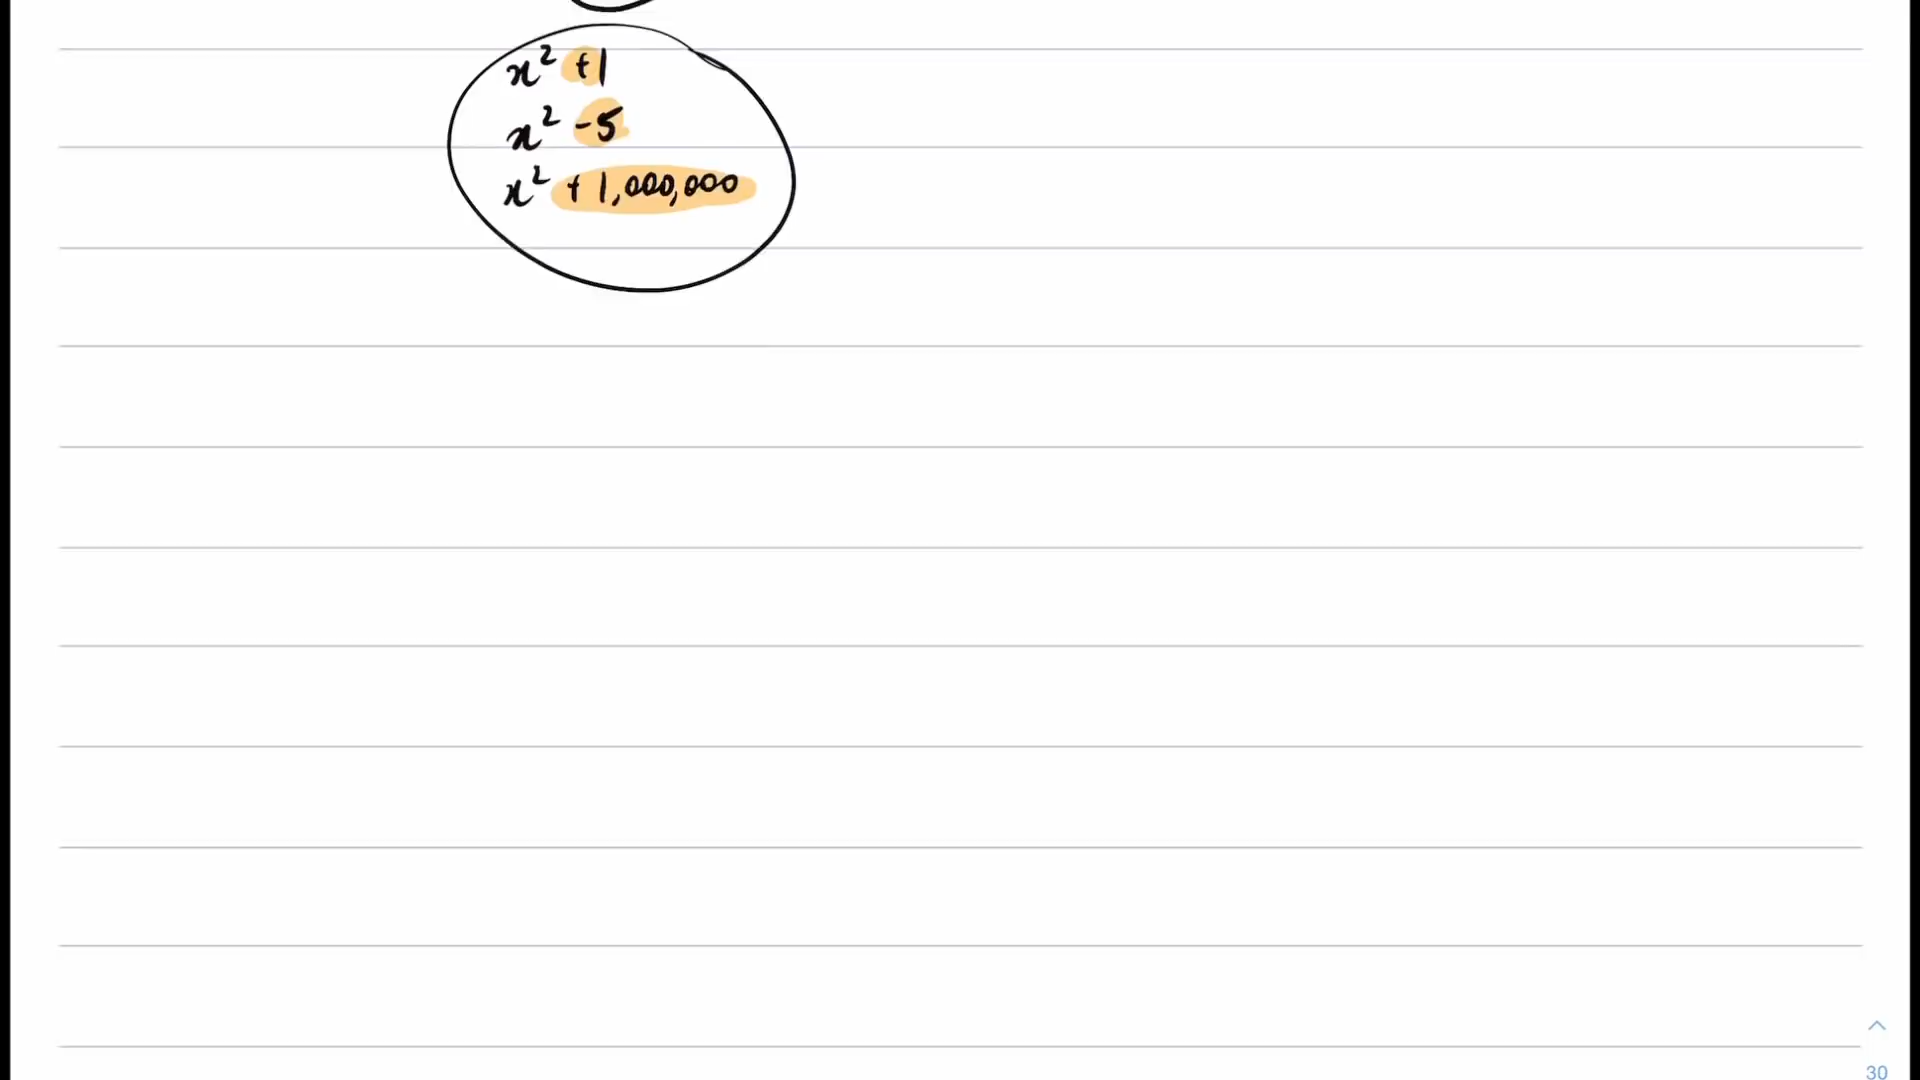 x² +1
x² -5
x² + 1,000,000
30